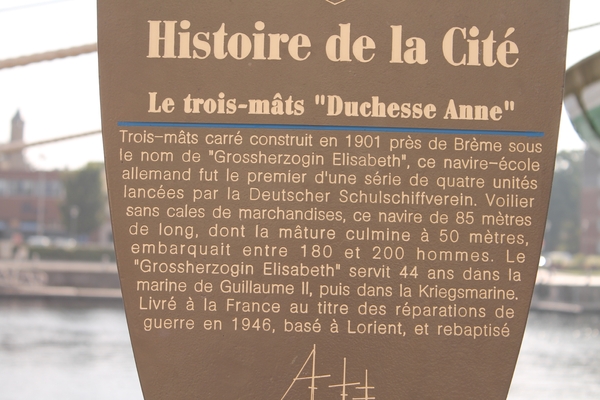 Histoire de la Cité
Le trois-mâts "Duchesse Anne"
Trois-mâts carré construit en 1901 près de Brème sous
le nom de "Grossherzogin Elisabeth", ce navire-école
allemand fut le premier d'une série de quatre unités
lancées par la Deutscher Schulschiffverein. Voilier
sans cales de marchandises, ce navire de 85 mètres
de long, dont la mâture culmine à 50 mètres,
embarquait entre 180 et 200 hommes. Le
"Grossherzogin Elisabeth" servit 44 ans dans la
marine de Guillaume II, puis dans la Kriegsmarine.
Livré à la France au titre des réparations de
guerre en 1946, basé à Lorient, et rebaptisé